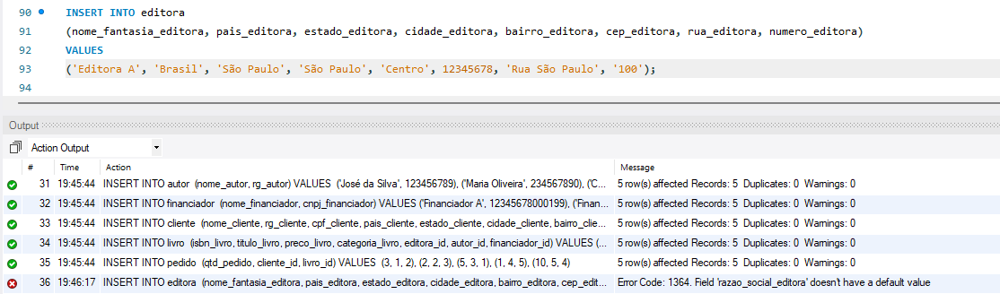 90 INSERT INTO editora
91 (nome_fantasia_editora, pais_editora, estado_editora, cidade_editora, bairro_editora, cep_editora, rua_editora, numero_editora)
92 VALUES
93 ('Editora A', 'Brasil', 'São Paulo', 'São Paulo', 'Centro', 12345678, 'Rua São Paulo', '100');
94
Output
Action Output
# Time Action Message
31 19:45:44 INSERT INTO autor (nome_autor, rg_autor) VALUES ('José da Silva', 123456789), ('Maria Oliveira', 234567890), ('C... 5 row(s) affected Records: 5 Duplicates: 0 Warnings: 0
32 19:45:44 INSERT INTO financiador (nome_financiador, cnpj_financiador) VALUES ('Financiador A', 12345678000199), ('Finan... 5 row(s) affected Records: 5 Duplicates: 0 Warnings: 0
33 19:45:44 INSERT INTO cliente (nome_cliente, rg_cliente, cpf_cliente, pais_cliente, estado_cliente, cidade_cliente, bairro_clie... 5 row(s) affected Records: 5 Duplicates: 0 Warnings: 0
34 19:45:44 INSERT INTO livro (isbn_livro, titulo_livro, preco_livro, categoria_livro, editora_id, autor_id, financiador_id) VALUES (... 5 row(s) affected Records: 5 Duplicates: 0 Warnings: 0
35 19:45:44 INSERT INTO pedido (qtd_pedido, cliente_id, livro_id) VALUES (3, 1, 2), (2, 2, 3), (5, 3, 1), (1, 4, 5), (10, 5, 4) 5 row(s) affected Records: 5 Duplicates: 0 Warnings: 0
36 19:46:17 INSERT INTO editora (nome_fantasia_editora, pais_editora, estado_editora, cidade_editora, bairro_editora, cep_edit... Error Code: 1364. Field 'razao_social_editora' doesn't have a default value